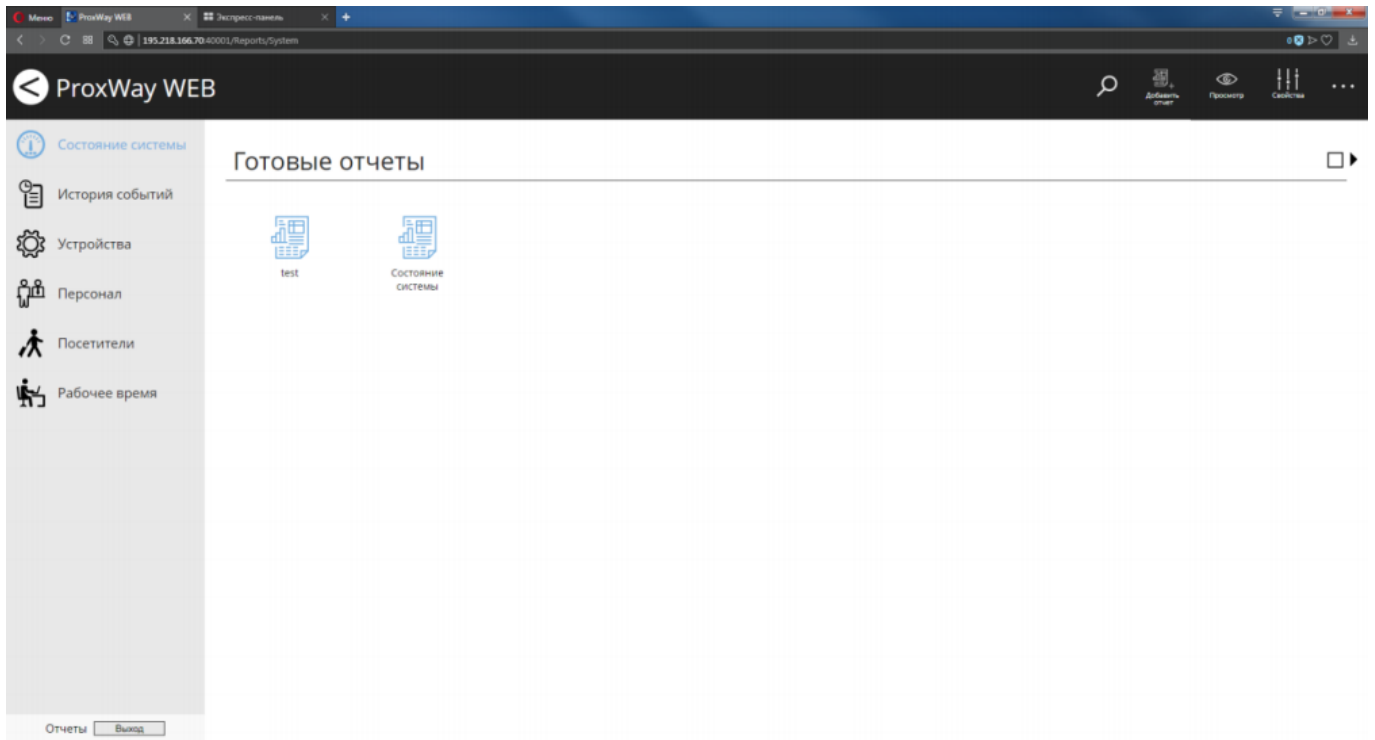 Меню ProxWay WEB Экспресс-панель
195.218.166.70:40001/Reports/System
0
ProxWay WEB
Добавить отчет
Просмотр
Свойства
Состояние системы
История событий
Устройства
Персонал
Посетители
Рабочее время
Готовые отчеты
test
Состояние
системы
Отчеты Выход